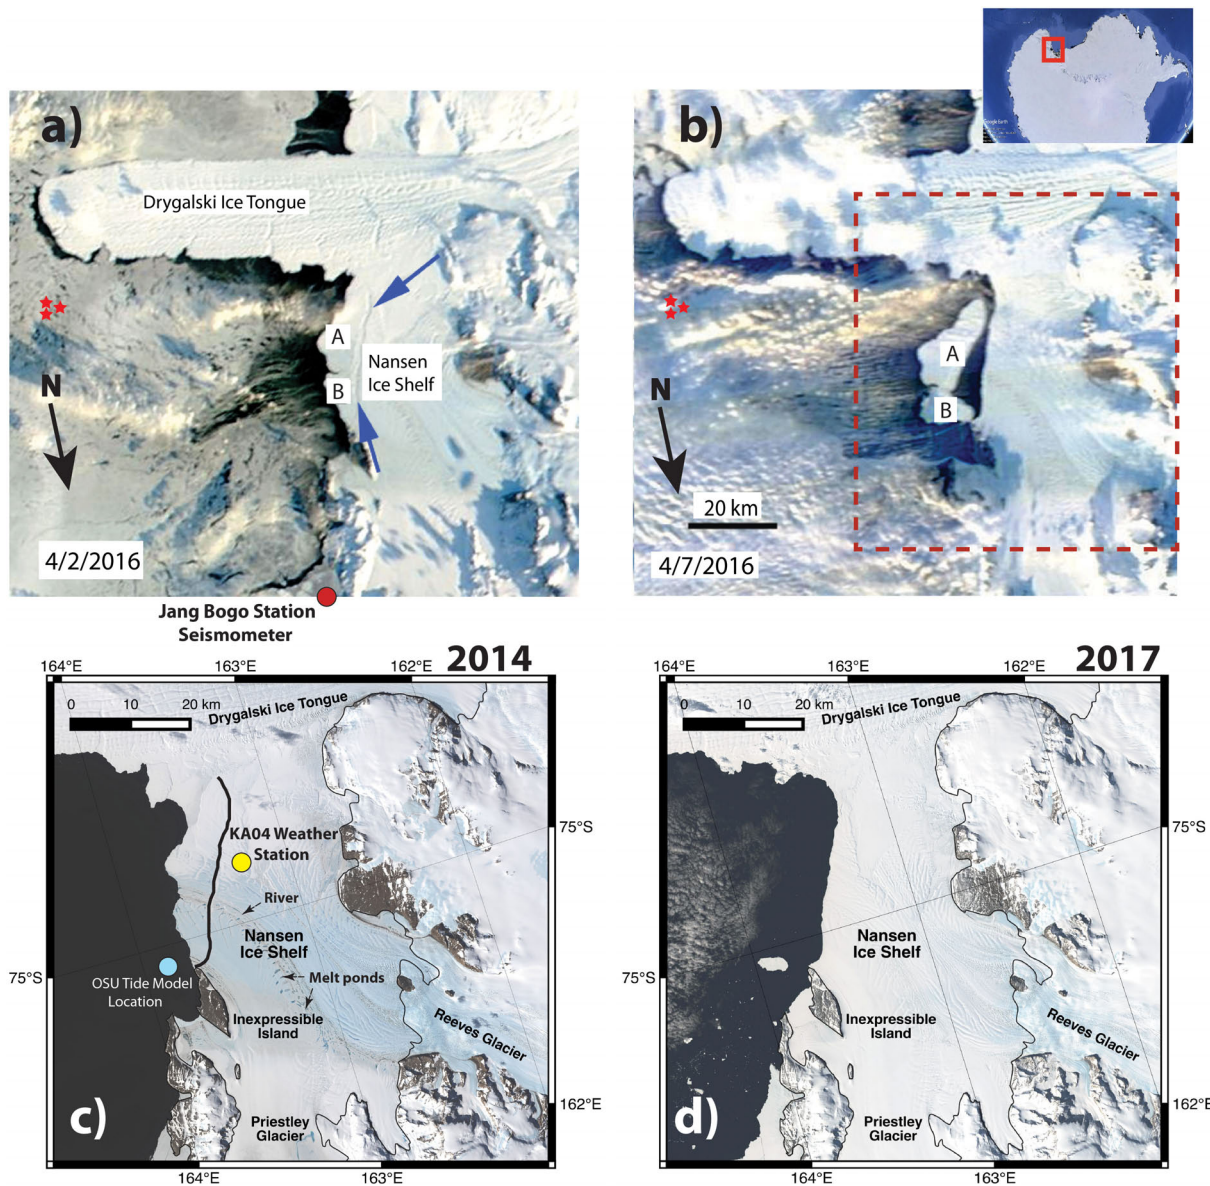 a)
Drygalski Ice Tongue
A
Nansen
Ice Shelf
B
N
4/2/2016
Jang Bogo Station
Seismometer
b)
Google Earth
A
B
N
20 km
4/7/2016
164°E
163°E
162°E
2014
0
10
20 km
Drygalski Ice Tongue
KA04 Weather
Station
75°S
River
Nansen
Ice Shelf
75°S
OSU Tide Model
Location
Melt ponds
Inexpressible
Island
Reeves Glacier
c)
Priestley
Glacier
162°E
164°E
163°E
164°E
163°E
162°E
2017
0
10
20 km
Drygalski Ice Tongue
75°S
Nansen
Ice Shelf
75°S
Inexpressible
Island
Reeves Glacier
d)
Priestley
Glacier
162°E
164°E
163°E